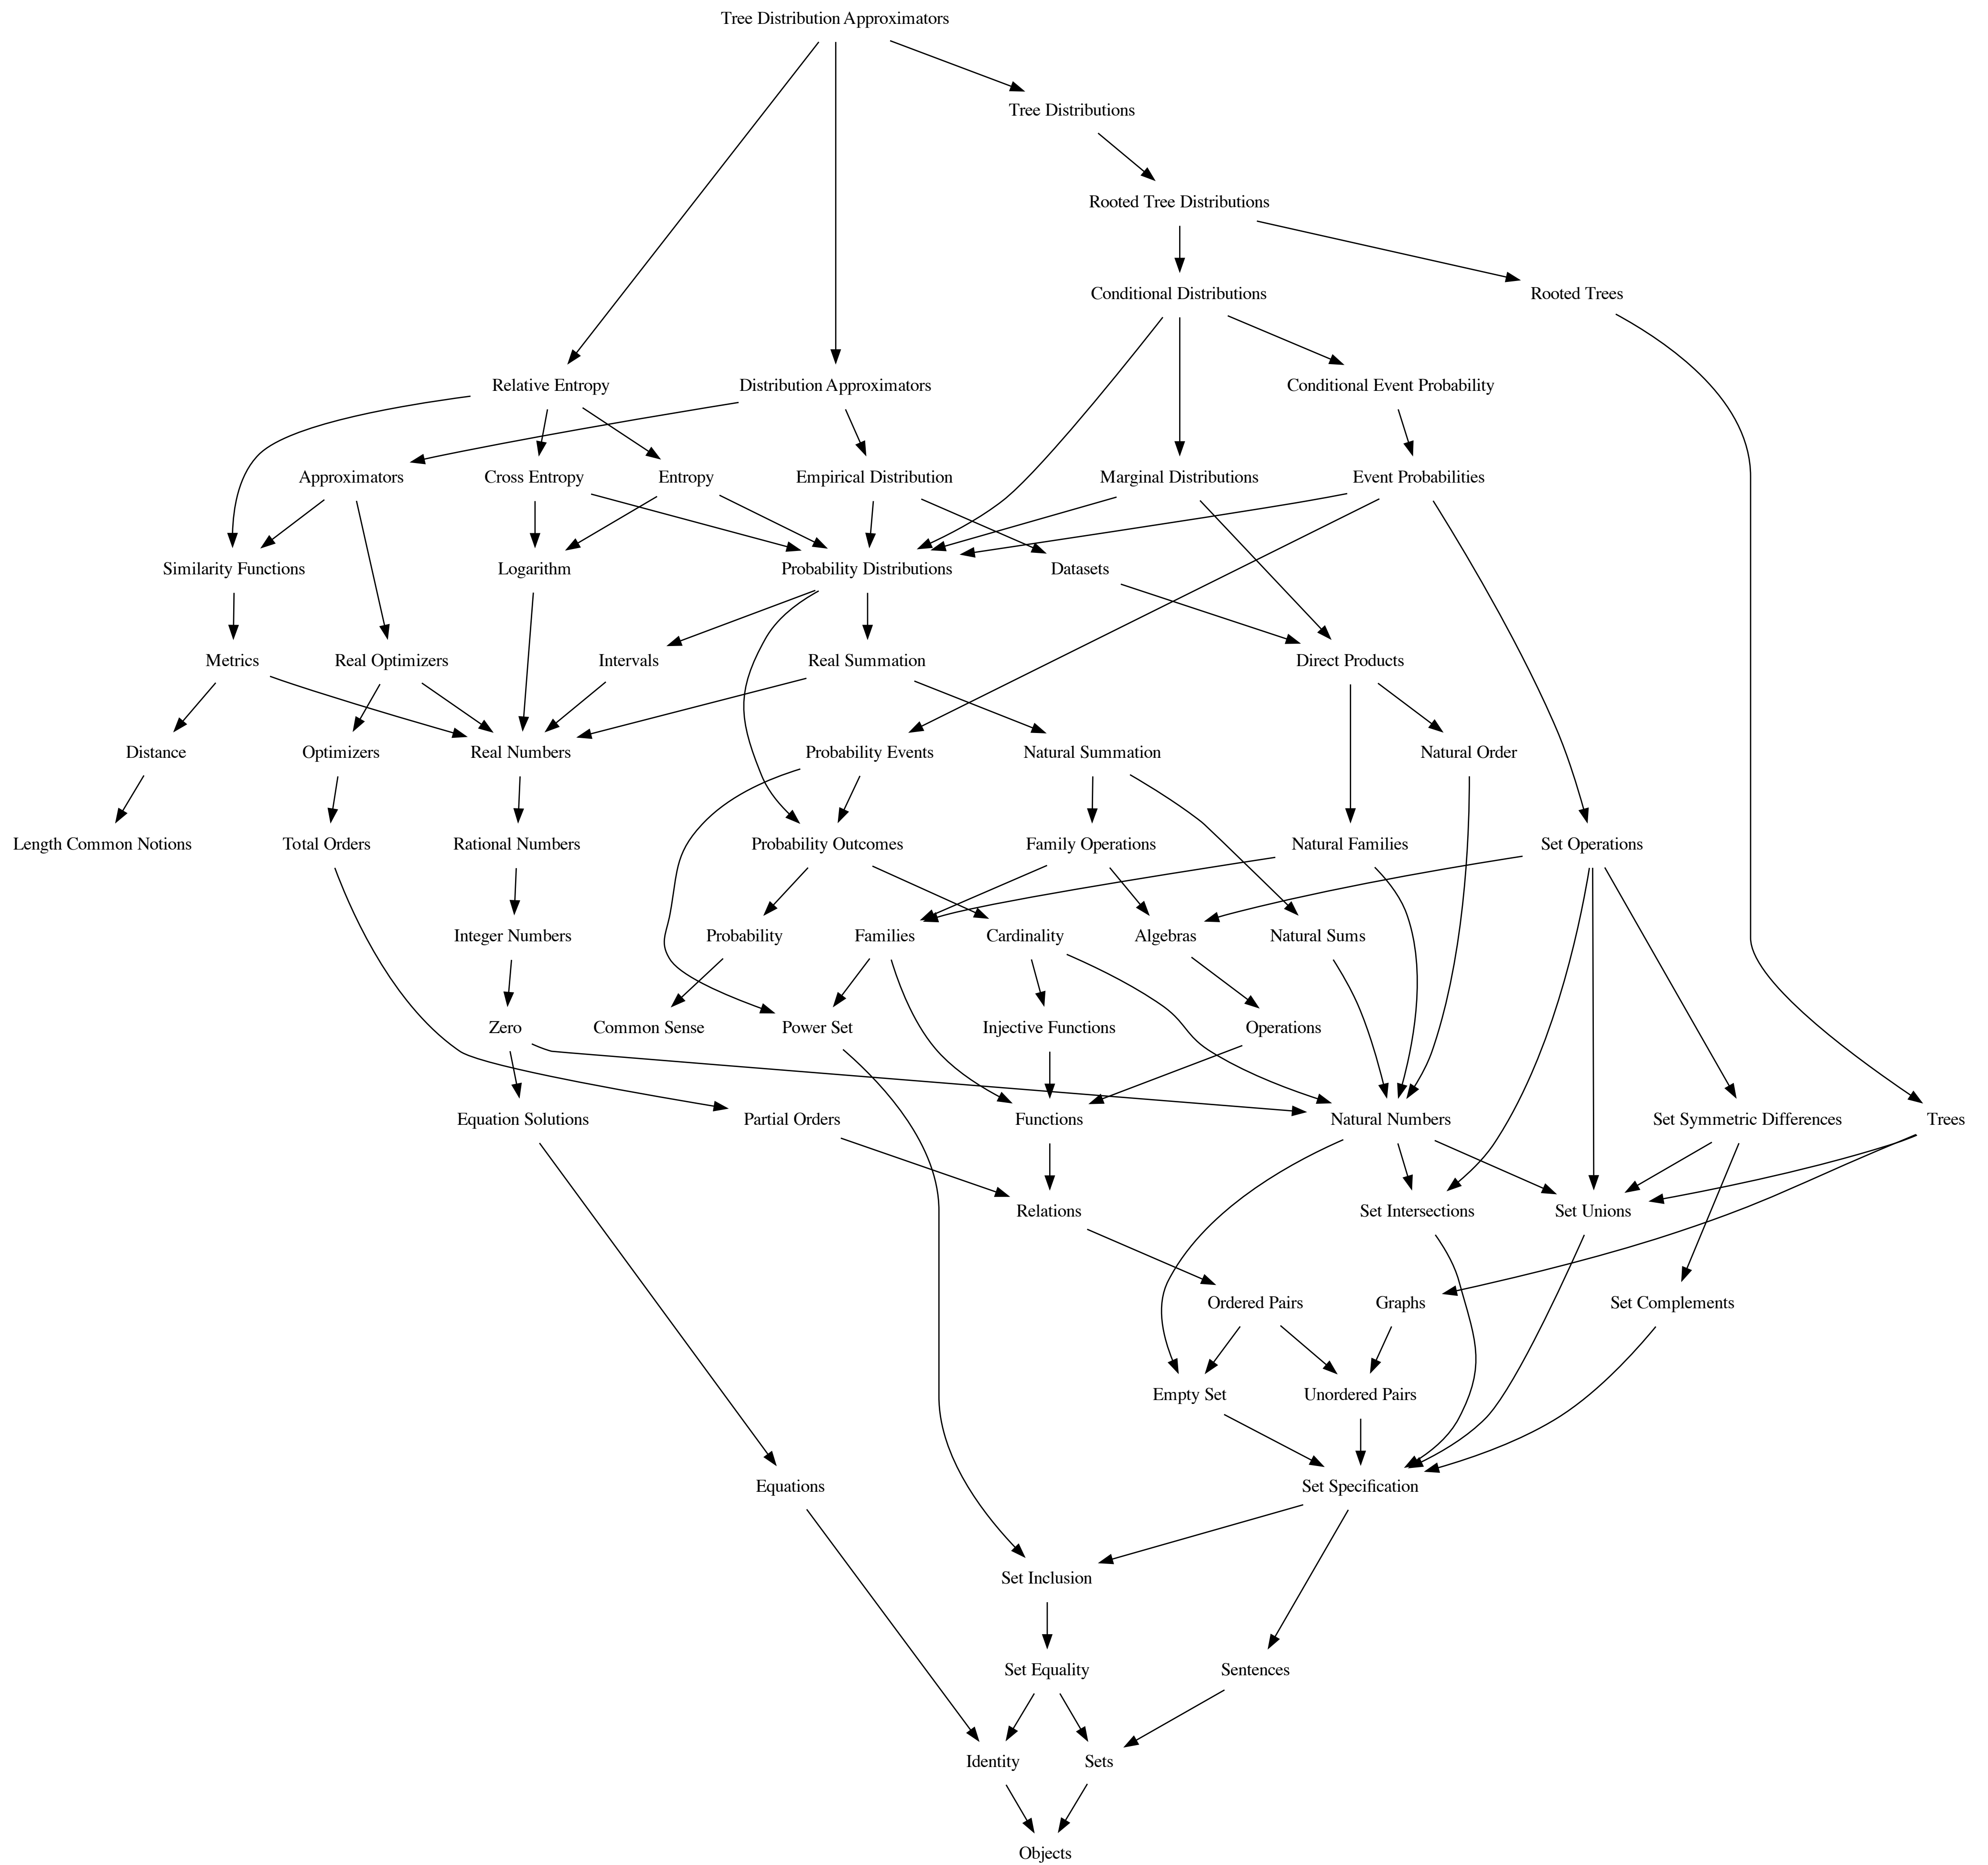 Tree Distribution Approximators
Tree Distributions
Rooted Tree Distributions
Conditional Distributions
Rooted Trees
Relative Entropy
Distribution Approximators
Conditional Event Probability
Approximators
Cross Entropy
Entropy
Empirical Distribution
Marginal Distributions
Event Probabilities
Similarity Functions
Logarithm
Probability Distributions
Datasets
Metrics
Real Optimizers
Intervals
Real Summation
Direct Products
Distance
Optimizers
Real Numbers
Probability Events
Natural Summation
Natural Order
Length Common Notions
Total Orders
Rational Numbers
Probability Outcomes
Family Operations
Natural Families
Set Operations
Integer Numbers
Probability
Families
Cardinality
Algebras
Natural Sums
Zero
Common Sense
Power Set
Injective Functions
Operations
Equation Solutions
Partial Orders
Functions
Natural Numbers
Set Symmetric Differences
Trees
Relations
Set Intersections
Set Unions
Ordered Pairs
Graphs
Set Complements
Empty Set
Unordered Pairs
Equations
Set Specification
Set Inclusion
Set Equality
Sentences
Identity
Sets
Objects